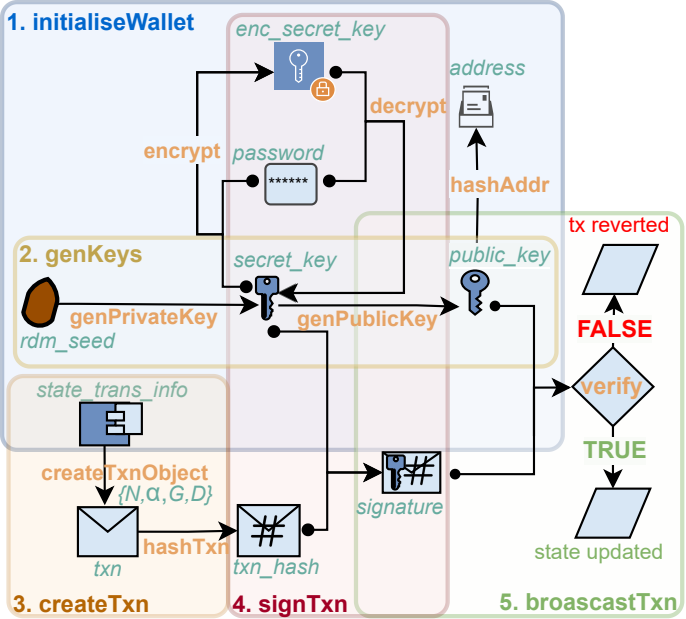 1. initialiseWallet
enc_secret_key
address
decrypt
encrypt
password
******
hashAddr
tx reverted
2. genKeys
secret_key
public_key
genPrivateKey
genPublicKey
rdm_seed
FALSE
verify
state_trans_info
TRUE
createTxnObject
{N,α,G,D}
signature
hashTxn
txn
txn_hash
state updated
3. createTxn
4. signTxn
5. broascastTxn